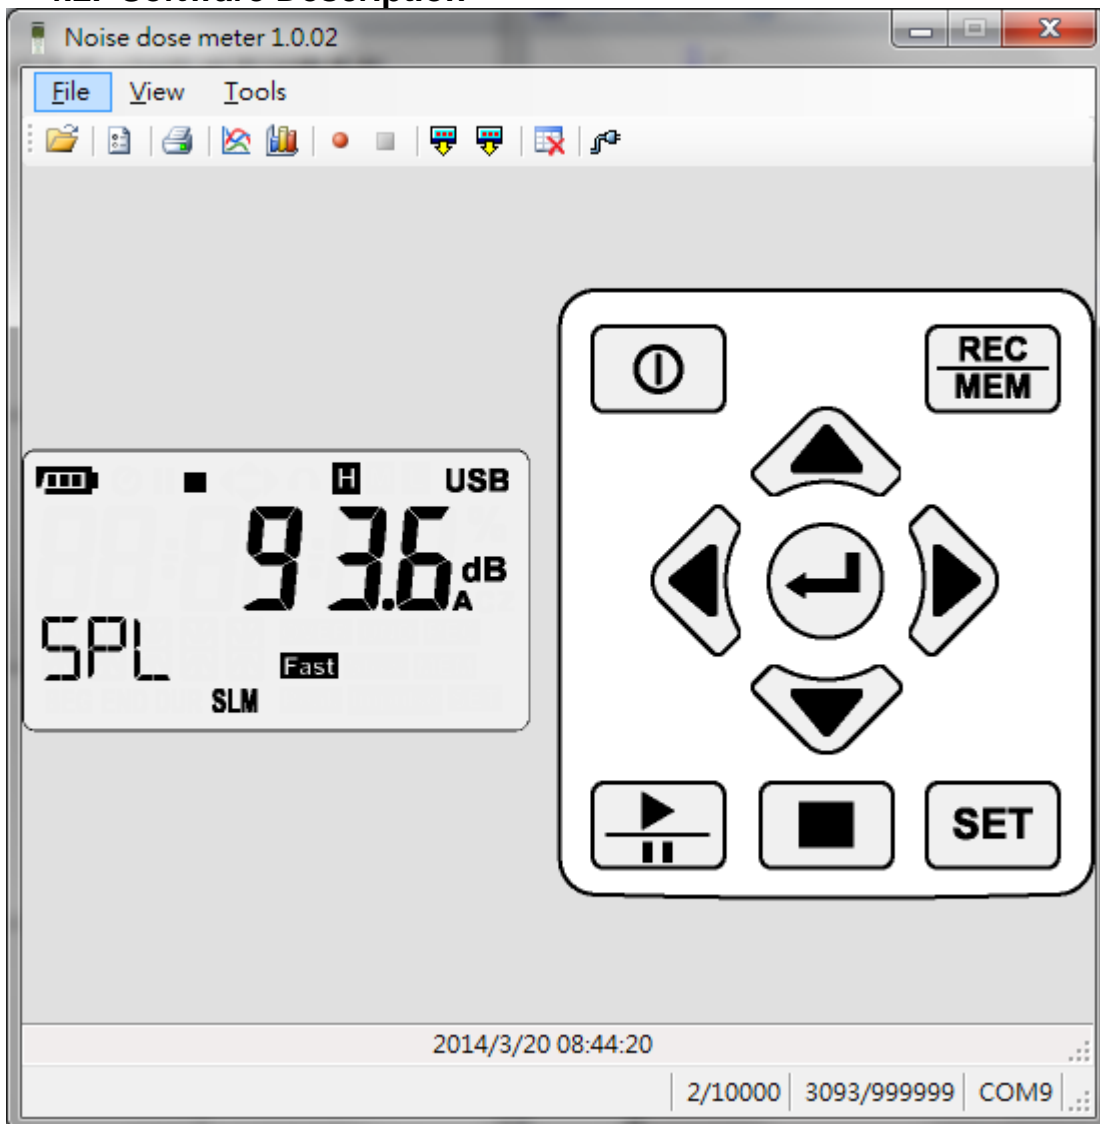 Noise dose meter 1.0.02
File View Tools
REC
MEM
H USB
93.6 dB
A
SPL
Fast
SLM
SET
2014/3/20 08:44:20
2/10000 3093/999999 COM9